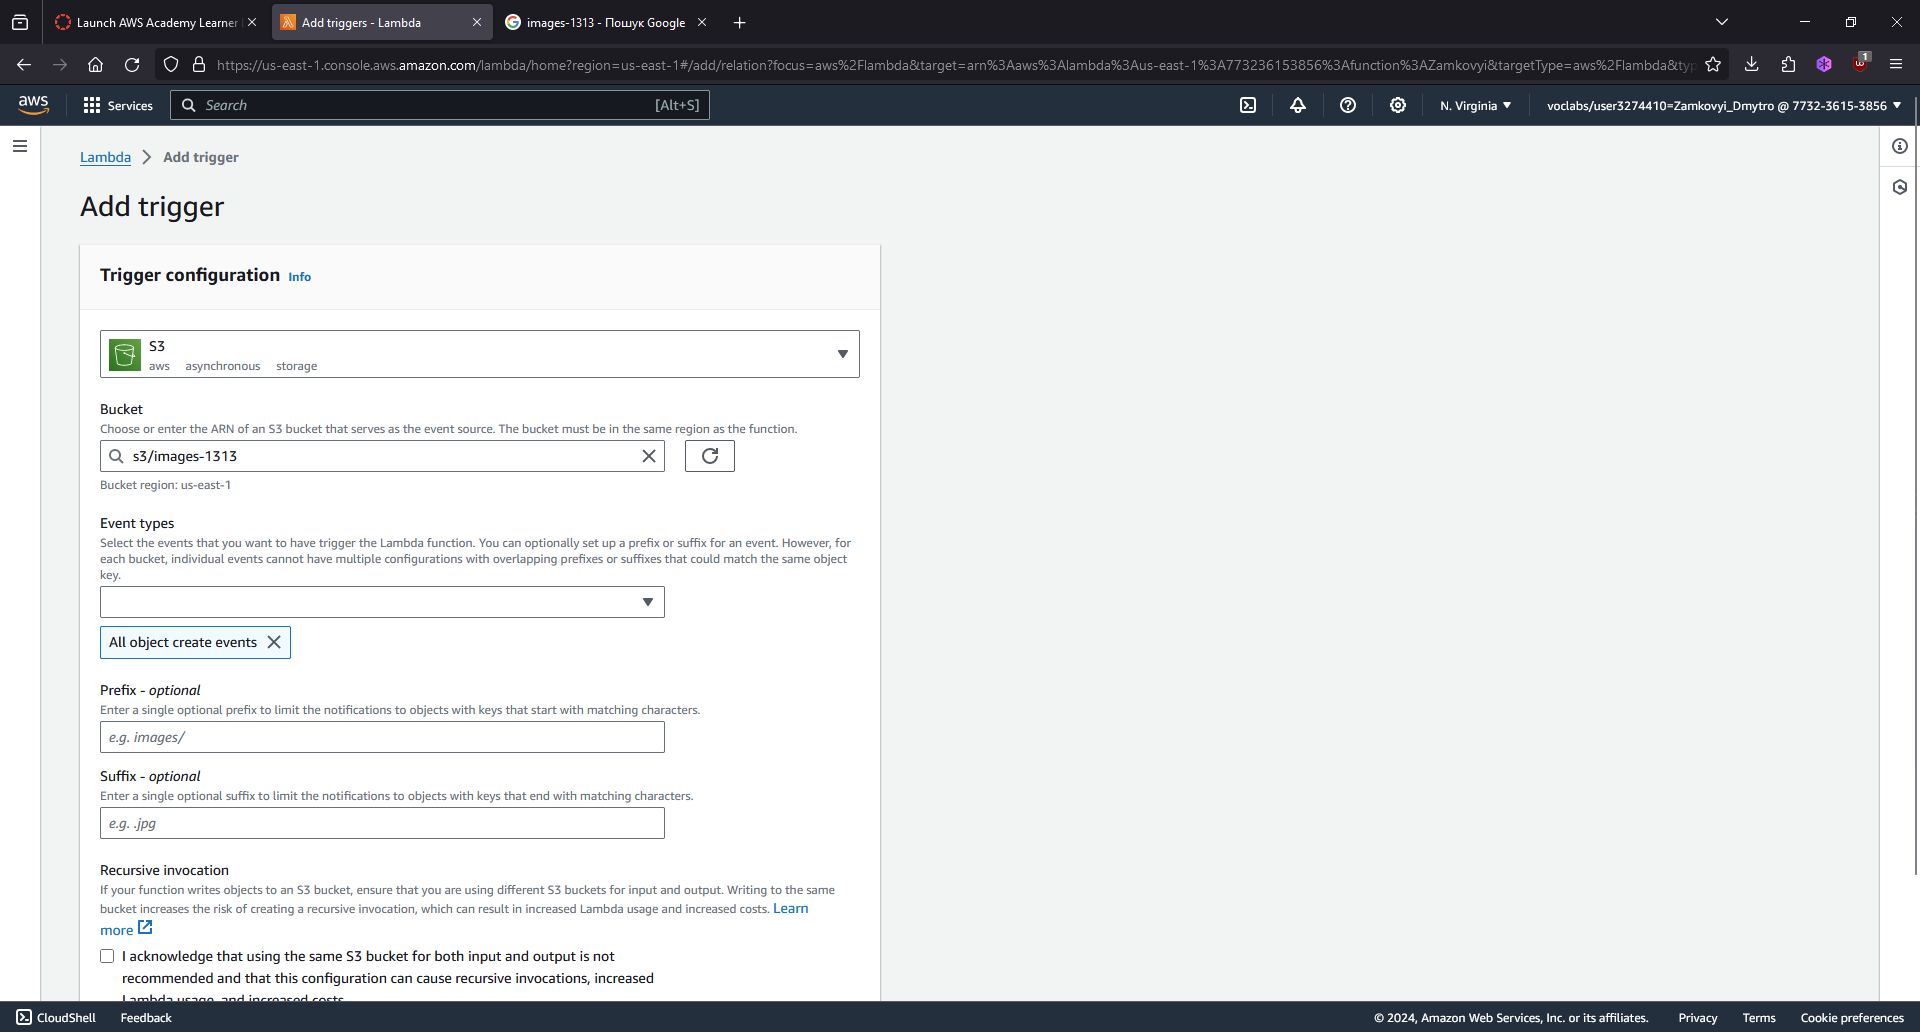 Launch AWS Academy Learner
Add triggers - Lambda
images-1313 - Пошук Google
https://us-east-1.console.aws.amazon.com/lambda/home?region=us-east-1#/add/relation?focus=aws%2Flambda&target=arn%3Aaws%3Alambda%3Aus-east-1%3A773236153856%3Afunction%3AZamkovyi&targetType=aws%2Flambda&typ
1
aws
Services
Search
[Alt+S]
N. Virginia
voclabs/user3274410=Zamkovyi_Dmytro @ 7732-3615-3856
Lambda
Add trigger
Add trigger
Trigger configuration Info
S3
aws asynchronous storage
Bucket
Choose or enter the ARN of an S3 bucket that serves as the event source. The bucket must be in the same region as the function.
s3/images-1313
Bucket region: us-east-1
Event types
Select the events that you want to have trigger the Lambda function. You can optionally set up a prefix or suffix for an event. However, for
each bucket, individual events cannot have multiple configurations with overlapping prefixes or suffixes that could match the same object
key.
All object create events
Prefix - optional
Enter a single optional prefix to limit the notifications to objects with keys that start with matching characters.
e.g. images/
Suffix - optional
Enter a single optional suffix to limit the notifications to objects with keys that end with matching characters.
e.g. .jpg
Recursive invocation
If your function writes objects to an S3 bucket, ensure that you are using different S3 buckets for input and output. Writing to the same
bucket increases the risk of creating a recursive invocation, which can result in increased Lambda usage and increased costs. Learn
more
I acknowledge that using the same S3 bucket for both input and output is not
recommended and that this configuration can cause recursive invocations, increased
Lambda usage, and increased costs.
CloudShell
Feedback
© 2024, Amazon Web Services, Inc. or its affiliates.
Privacy
Terms
Cookie preferences